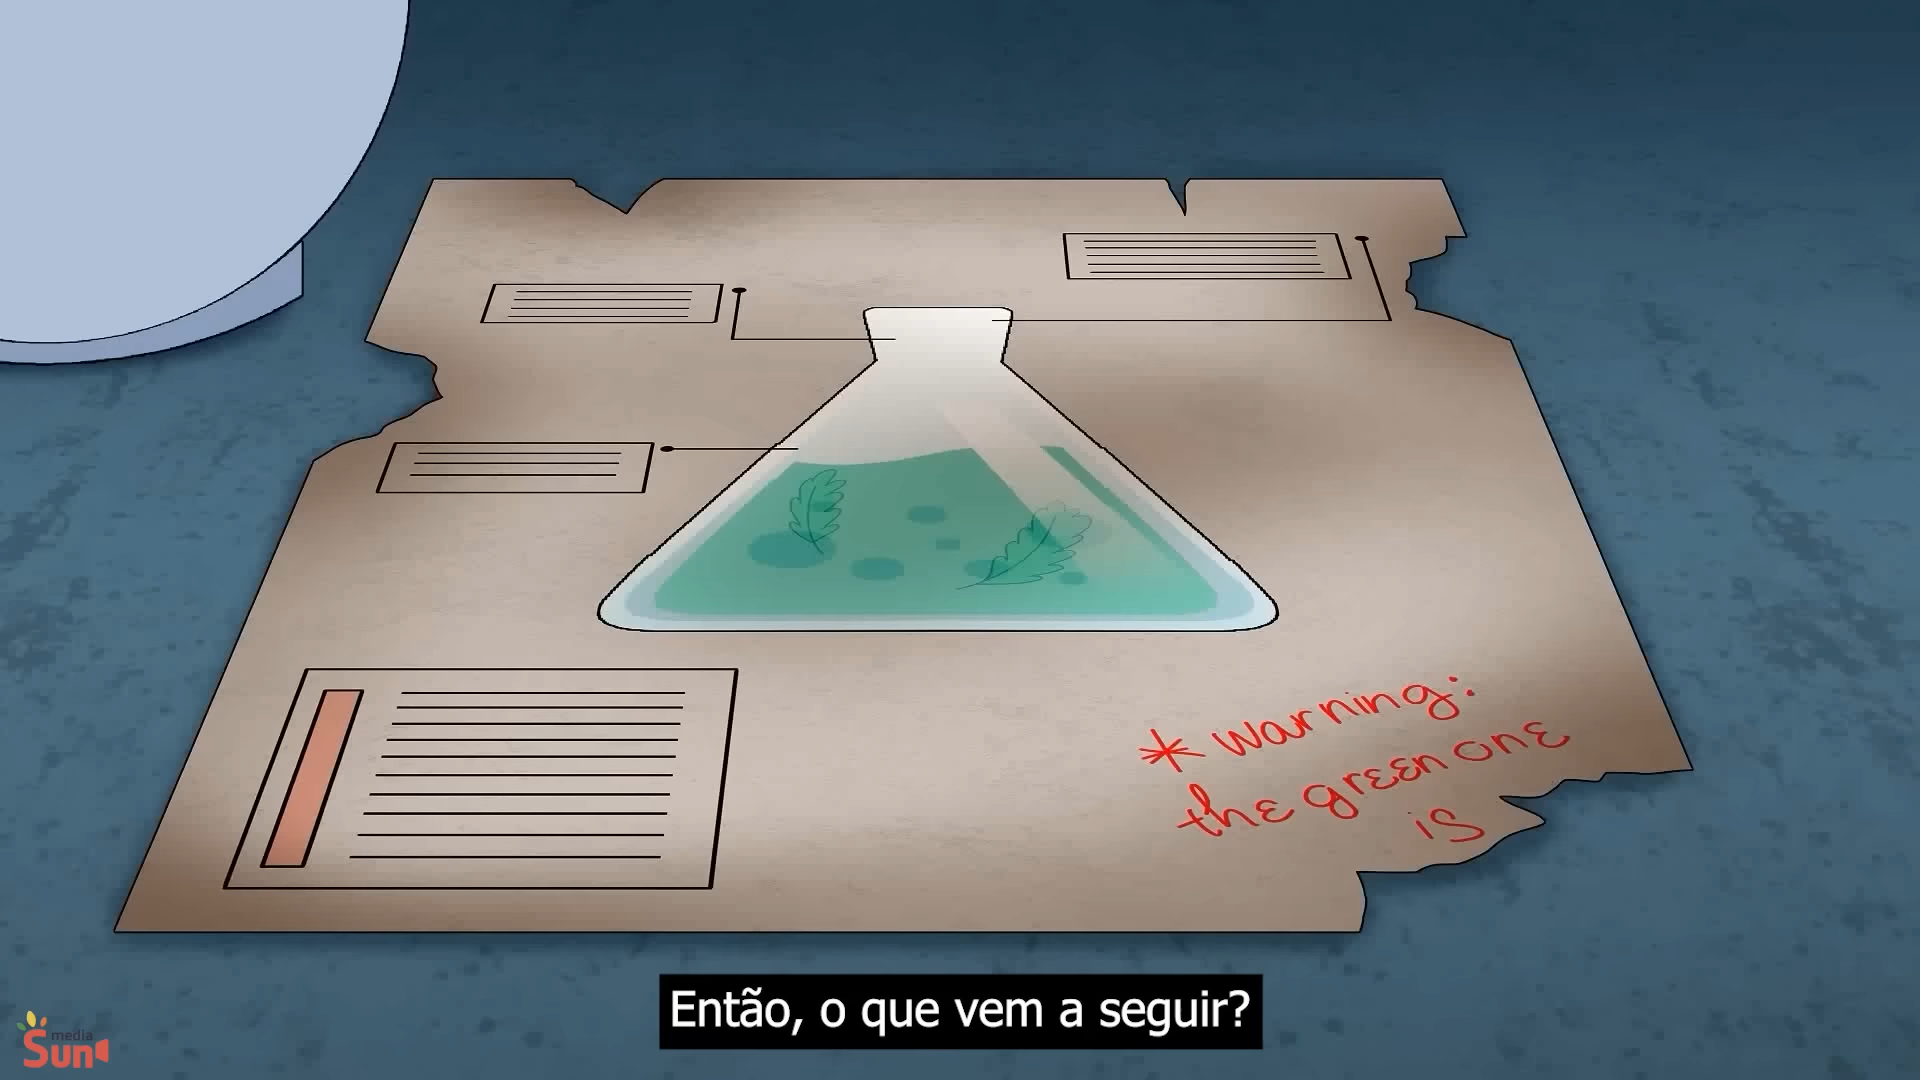 * warning:
the green one
is
Então, o que vem a seguir?
media
Sun